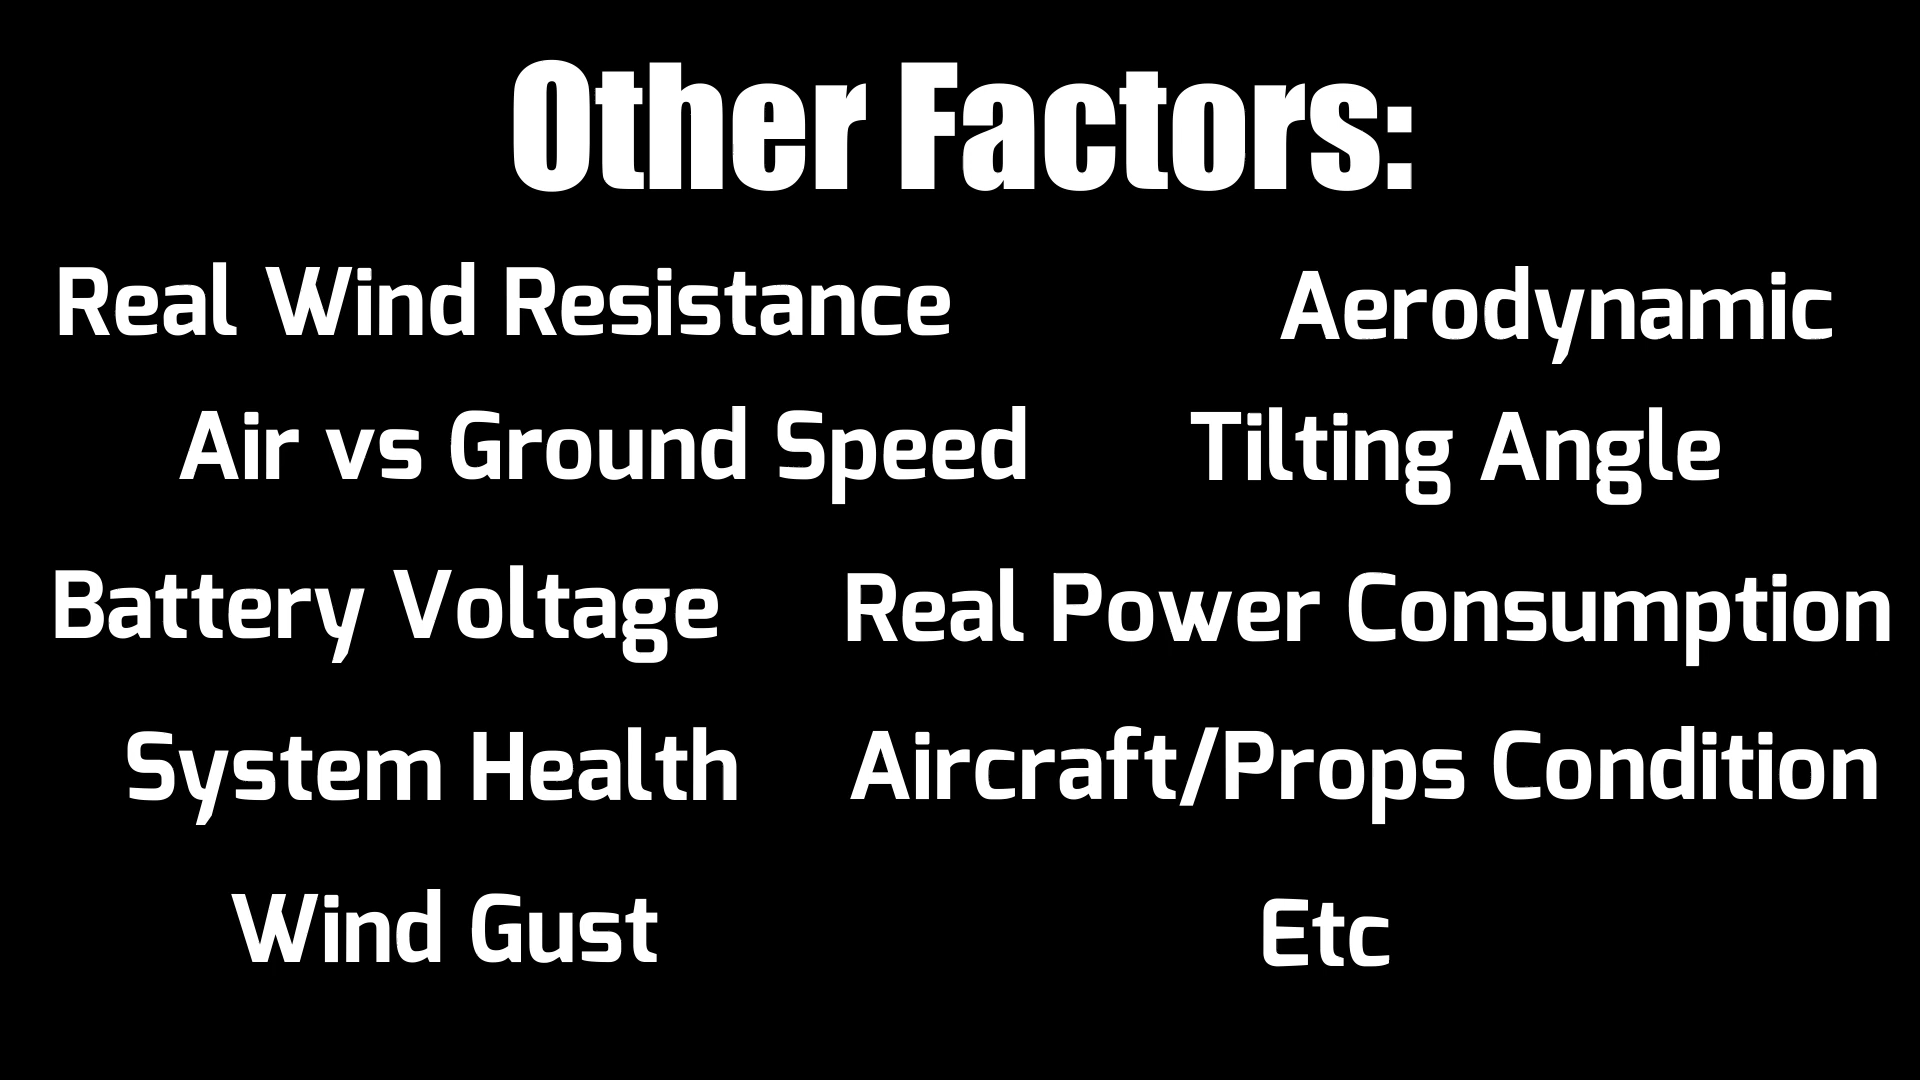 Other Factors:
Real Wind Resistance
Aerodynamic
Air vs Ground Speed
Tilting Angle
Battery Voltage
Real Power Consumption
System Health
Aircraft/Props Condition
Wind Gust
Etc